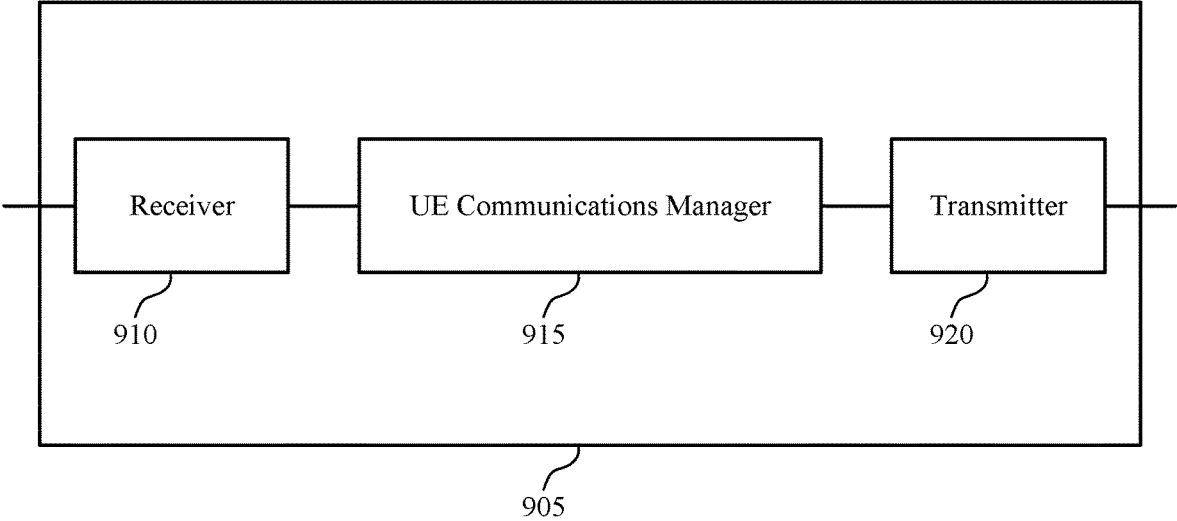 Receiver
UE Communications Manager
Transmitter
910
915
920
905